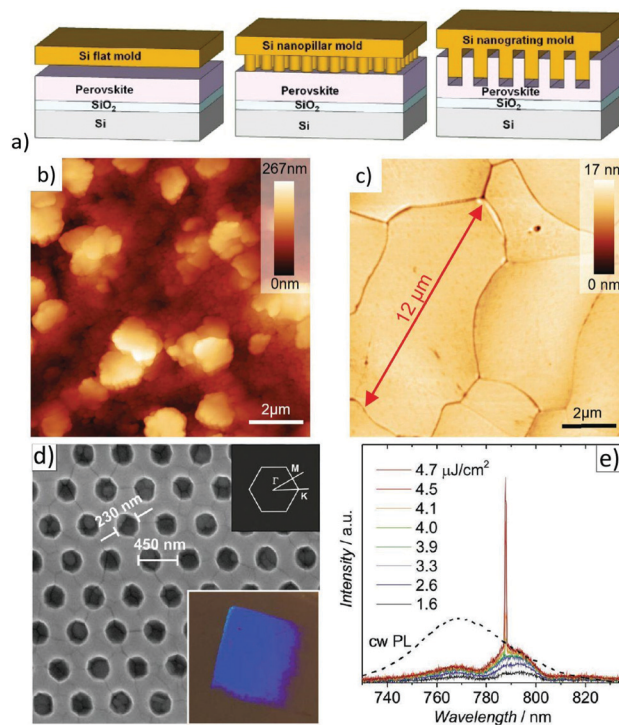 Si flat mold
Perovskite
SiO2
Si
Si nanopillar mold
Perovskite
SiO2
Si
Si nanograting mold
Perovskite
SiO2
Si
a)
b)
267nm
0nm
2μm
c)
17 nm
0 nm
12 μm
2μm
d)
230 nm
450 nm
M
Γ
K
e)
4.7 μJ/cm²
4.5
4.1
4.0
3.9
3.3
2.6
1.6
cw PL
Intensity / a.u.
740 760 780 800 820
Wavelength / nm